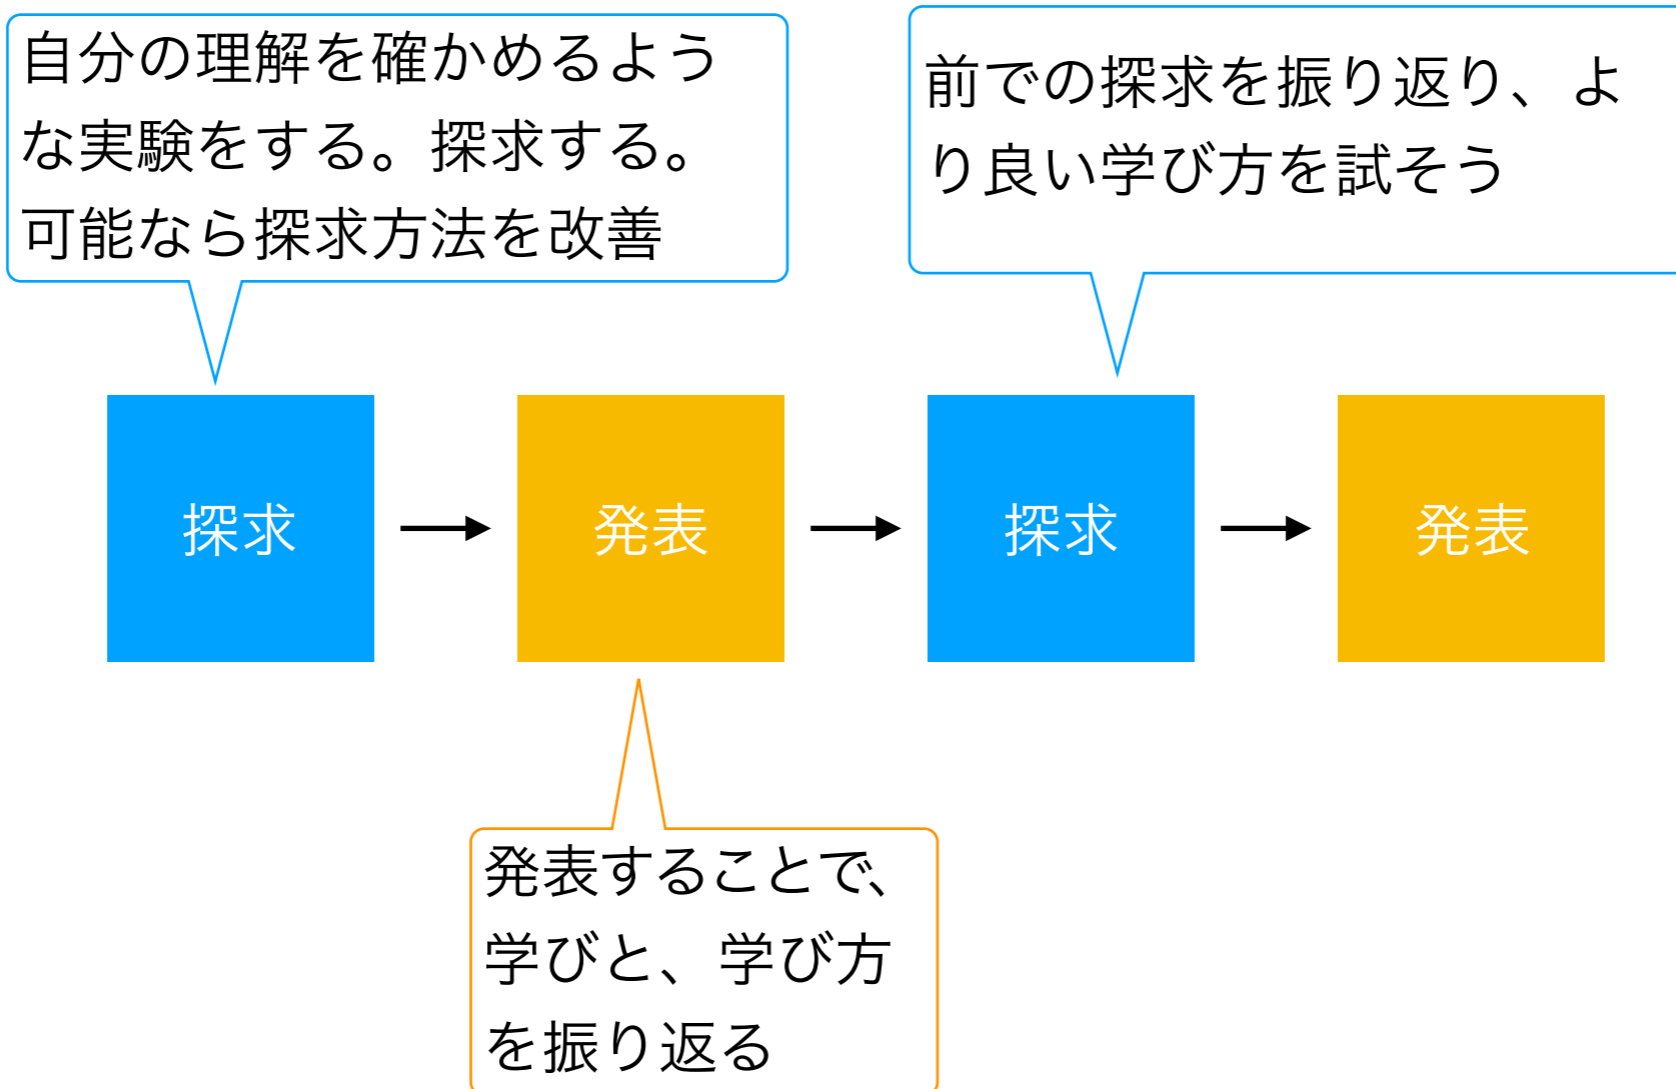 自分の理解を確かめるよう
な実験をする。探求する。
可能なら探求方法を改善
前での探求を振り返り、よ
り良い学び方を試そう
探求
発表
探求
発表
発表することで、
学びと、学び方
を振り返る